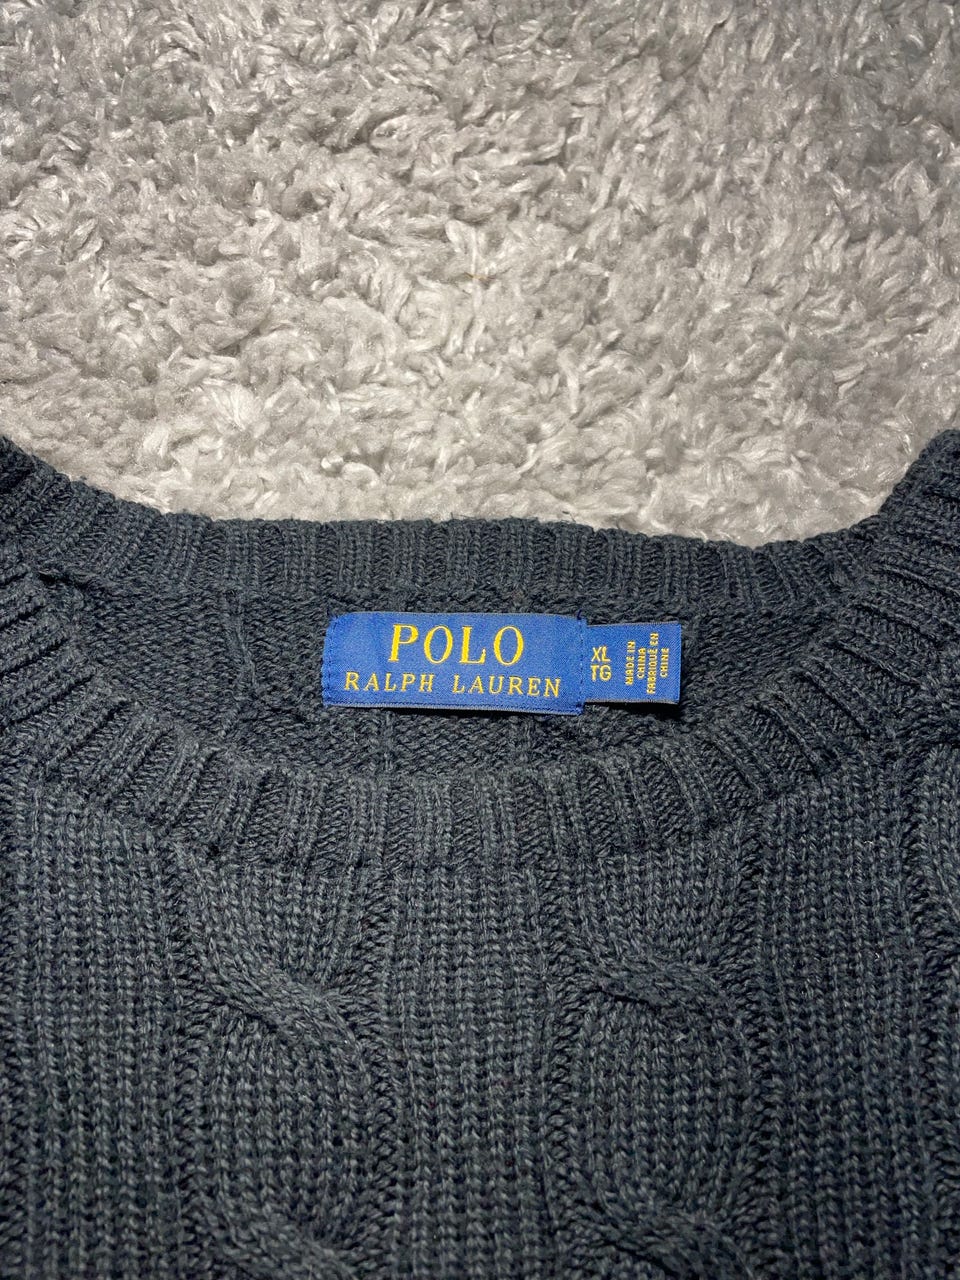 POLO
RALPH LAUREN
XL
TG
MADE IN
CHINA
FABRIQUÉ EN
CHINE